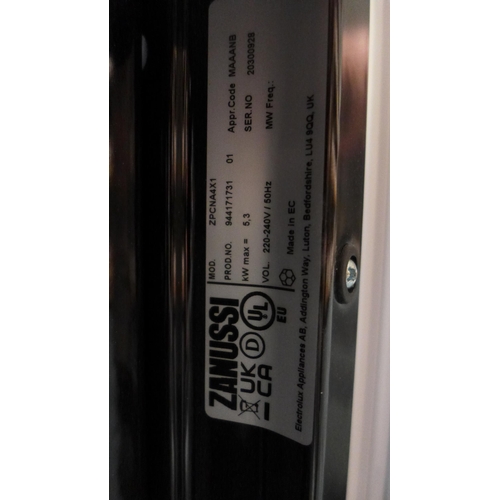 ZANUSSI
MOD. ZPCNA4X1
PROD.NO. 944171731 01 Appr.Code MAAANB
kW max = 5,3 SER.NO 20300928
VOL. 220-240V / 50Hz MW Freq.:
UK CA D UL EU
Made in EC
Electrolux Appliances AB, Addington Way, Luton, Bedfordshire, LU4 9QQ, UK